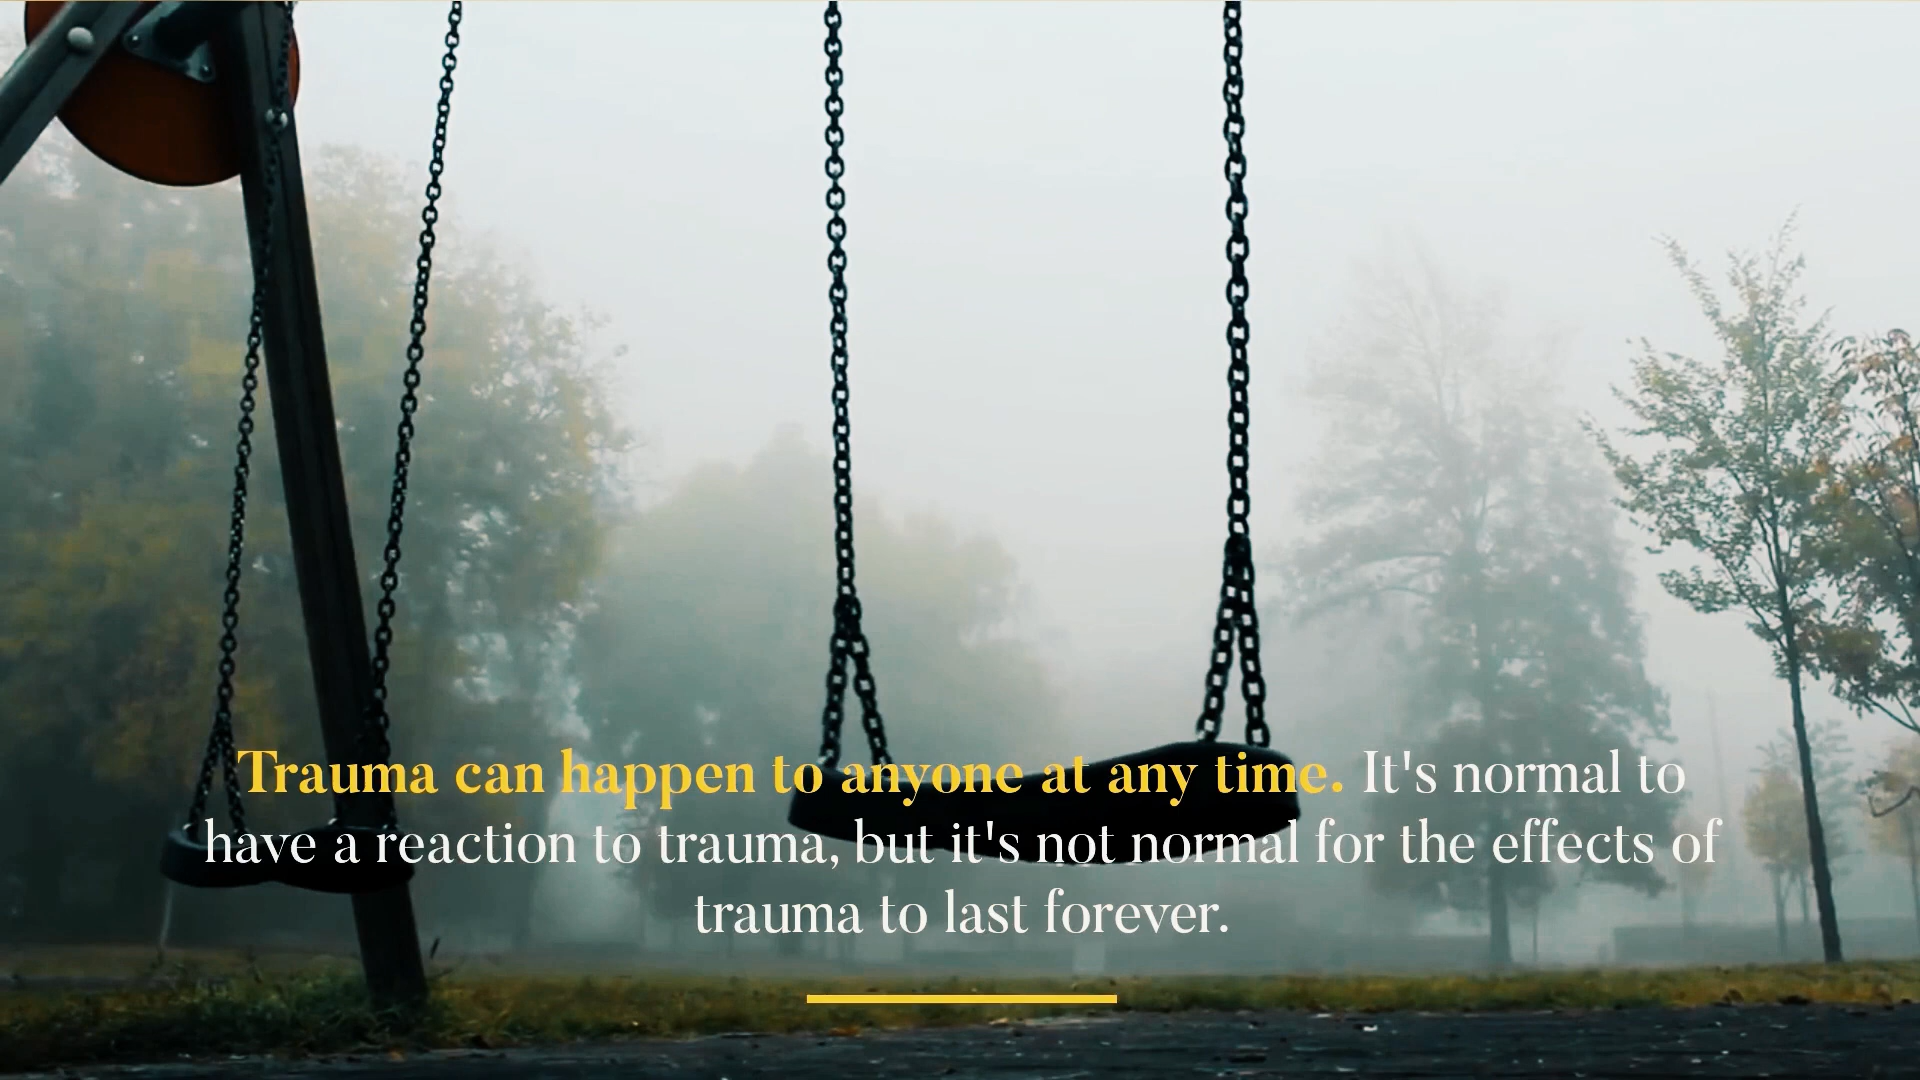 Trauma can happen to anyone at any time. It's normal to
have a reaction to trauma, but it's not normal for the effects of
trauma to last forever.